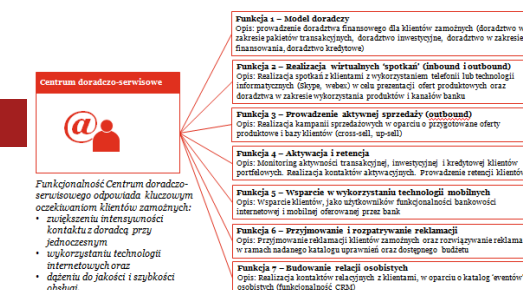 Centrum doradczo-serwisowe
@
Funkcjonalność Centrum doradczo-
serwisowego odpowiada kluczowym
oczekiwaniom klientów zamożnych:
• zwiększeniu intensywności
kontaktu z doradcą przy
jednoczesnym
• wykorzystaniu technologii
internetowych oraz
• dążeniu do jakości i szybkości
obsługi.
Funkcja 1 – Model doradczy
Opis: prowadzenie doradztwa finansowego dla klientów zamożnych (doradztwo w
zakresie pakietów transakcyjnych, doradztwo inwestycyjne, doradztwo w zakresie
finansowania, doradztwo kredytowe)
Funkcja 2 – Realizacja wirtualnych 'spotkań' (inbound i outbound)
Opis: Realizacja spotkań z klientami z wykorzystaniem telefonii lub technologii
informatycznych (Skype, webex) w celu prezentacji ofert produktowych oraz
doradztwa w zakresie wykorzystania produktów i kanałów banku
Funkcja 3 – Prowadzenie aktywnej sprzedaży (outbound)
Opis: Realizacja kampanii sprzedażowych w oparciu o przygotowane oferty
produktowe i bazy klientów (cross-sell, up-sell)
Funkcja 4 – Aktywacja i retencja
Opis: Monitoring aktywności transakcyjnej, inwestycyjnej i kredytowej klientów
portfelowych. Realizacja kontaktów aktywacyjnych. Prowadzenie retencji klientów
Funkcja 5 – Wsparcie w wykorzystaniu technologii mobilnych
Opis: Wsparcie klientów, jako użytkowników funkcjonalności bankowości
internetowej i mobilnej oferowanej przez bank
Funkcja 6 – Przyjmowanie i rozpatrywanie reklamacji
Opis: Przyjmowanie reklamacji klientów zamożnych oraz rozwiązywanie reklama
w ramach nadanego katalogu uprawnień oraz dostępnego budżetu
Funkcja 7 – Budowanie relacji osobistych
Opis: Realizacja kontaktów relacyjnych z klientami, w oparciu o katalog 'eventów'
osobistych (funkcjonalność CRM)